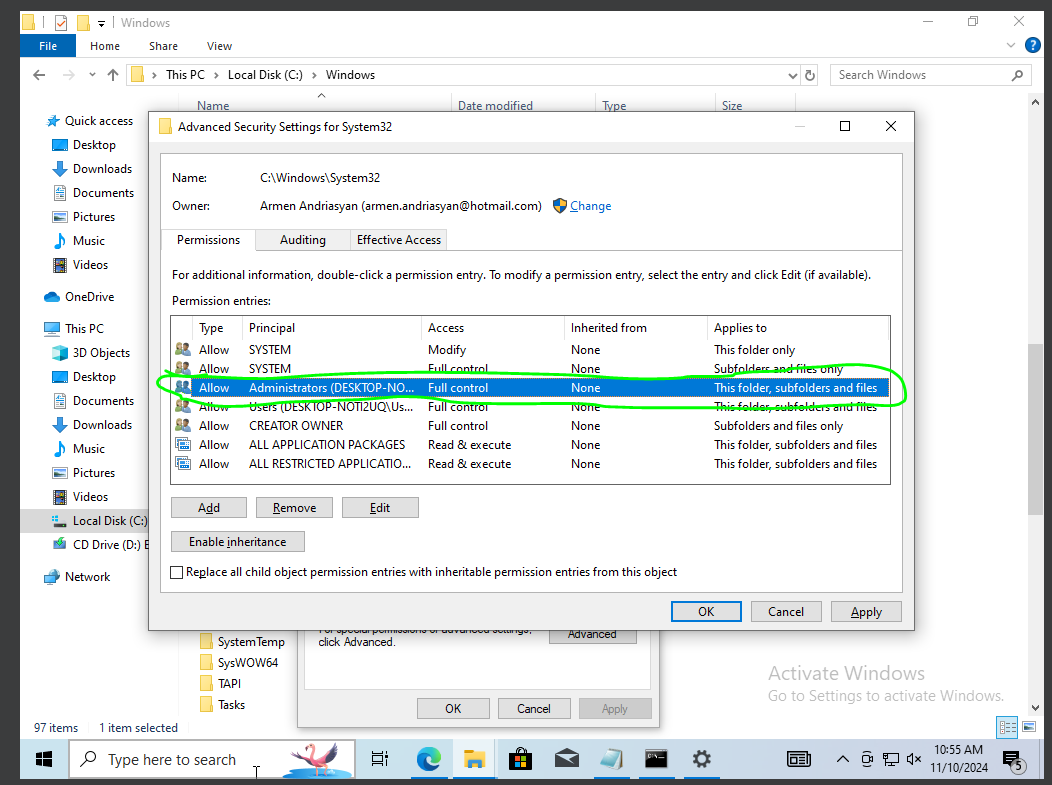 Windows
File Home Share View
This PC Local Disk (C:) Windows
Search Windows
Name Date modified Type Size
Quick access
Desktop
Downloads
Documents
Pictures
Music
Videos
OneDrive
This PC
3D Objects
Desktop
Documents
Downloads
Music
Pictures
Videos
Local Disk (C:)
CD Drive (D:)
Network
Advanced Security Settings for System32
Name: C:\Windows\System32
Owner: Armen Andriasyan (armen.andriasyan@hotmail.com) Change
Permissions Auditing Effective Access
For additional information, double-click a permission entry. To modify a permission entry, select the entry and click Edit (if available).
Permission entries:
Type Principal Access Inherited from Applies to
Allow SYSTEM Modify None This folder only
Allow SYSTEM Full control None Subfolders and files only
Allow Administrators (DESKTOP-NO... Full control None This folder, subfolders and files
Allow Users (DESKTOP-NOTI2UQ\Us... Full control None This folder, subfolders and files
Allow CREATOR OWNER Full control None Subfolders and files only
Allow ALL APPLICATION PACKAGES Read & execute None This folder, subfolders and files
Allow ALL RESTRICTED APPLICATIO... Read & execute None This folder, subfolders and files
Add Remove Edit
Enable inheritance
Replace all child object permission entries with inheritable permission entries from this object
OK Cancel Apply
For special permissions or advanced settings,
click Advanced.
Advanced
OK Cancel Apply
SystemTemp
SysWOW64
TAPI
Tasks
Activate Windows
Go to Settings to activate Windows.
97 items 1 item selected
Type here to search
10:55 AM
11/10/2024
5